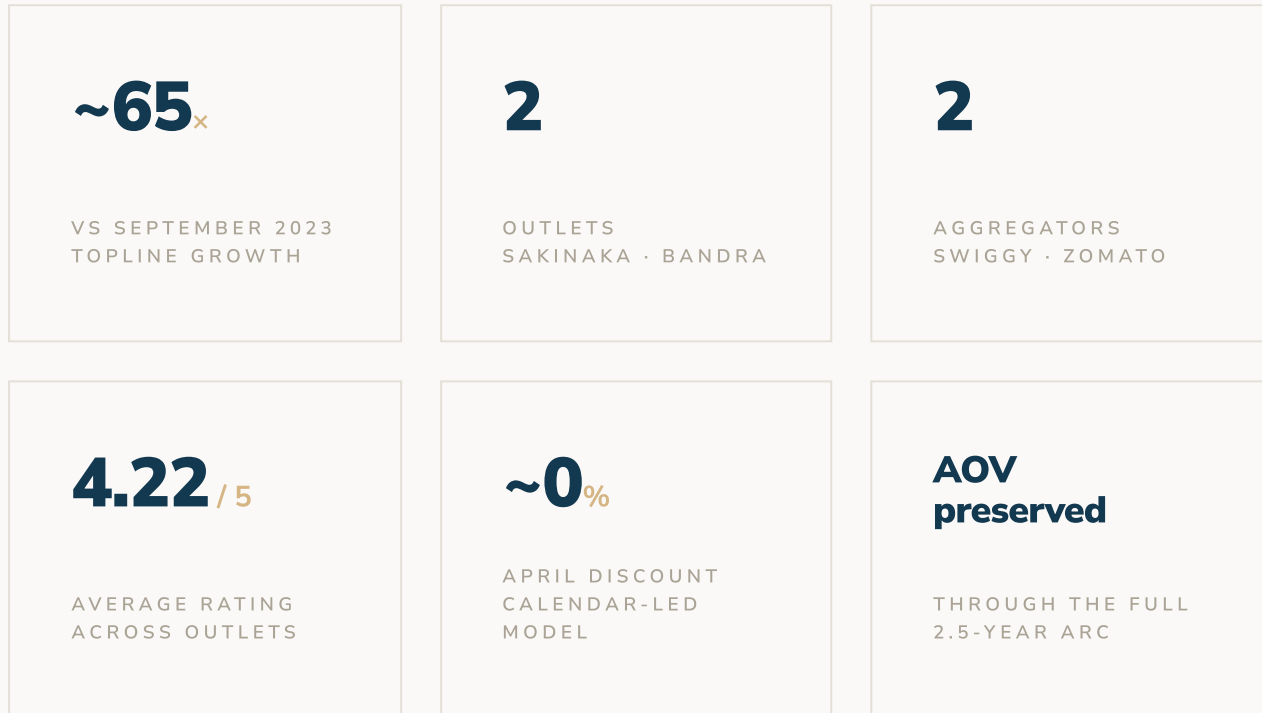 ~65×
VS SEPTEMBER 2023
TOPLINE GROWTH
2
OUTLETS
SAKINAKA · BANDRA
2
AGGREGATORS
SWIGGY · ZOMATO
4.22 / 5
AVERAGE RATING
ACROSS OUTLETS
~0%
APRIL DISCOUNT
CALENDAR-LED
MODEL
AOV
preserved
THROUGH THE FULL
2.5-YEAR ARC